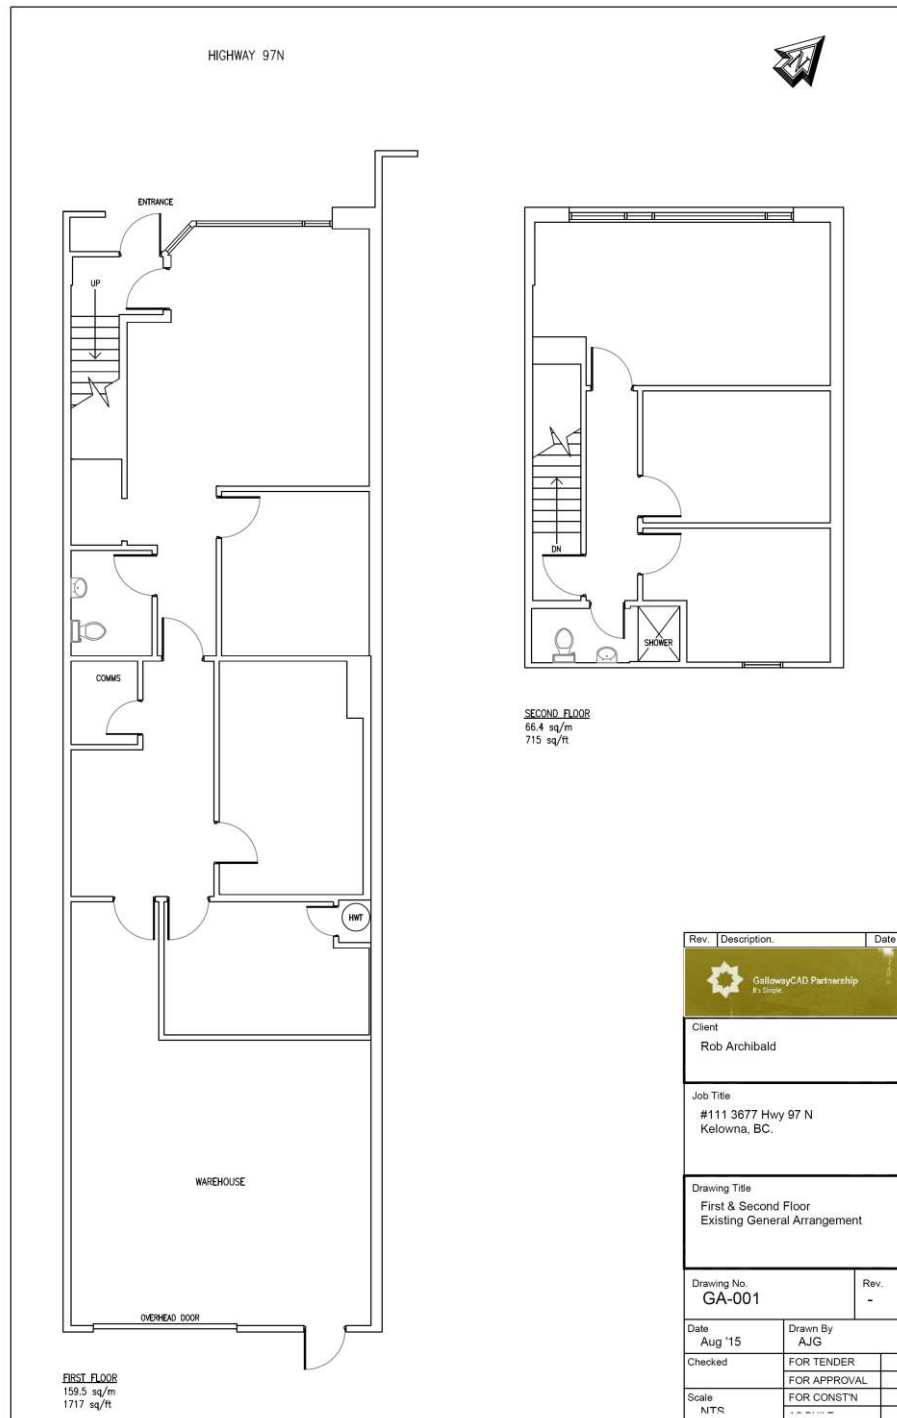 HIGHWAY 97N
N
ENTRANCE
UP
COMMS
HWT
WAREHOUSE
OVERHEAD DOOR
FIRST FLOOR
159.5 sq/m
1717 sq/ft
DN
SHOWER
SECOND FLOOR
66.4 sq/m
715 sq/ft
Rev. Description. Date
GallowayCAD Partnership
It's Simple
Client
Rob Archibald
Job Title
#111 3677 Hwy 97 N
Kelowna, BC.
Drawing Title
First & Second Floor
Existing General Arrangement
Drawing No. Rev.
GA-001 -
Date Drawn By
Aug '15 AJG
Checked FOR TENDER
FOR APPROVAL
Scale FOR CONST'N
NTS